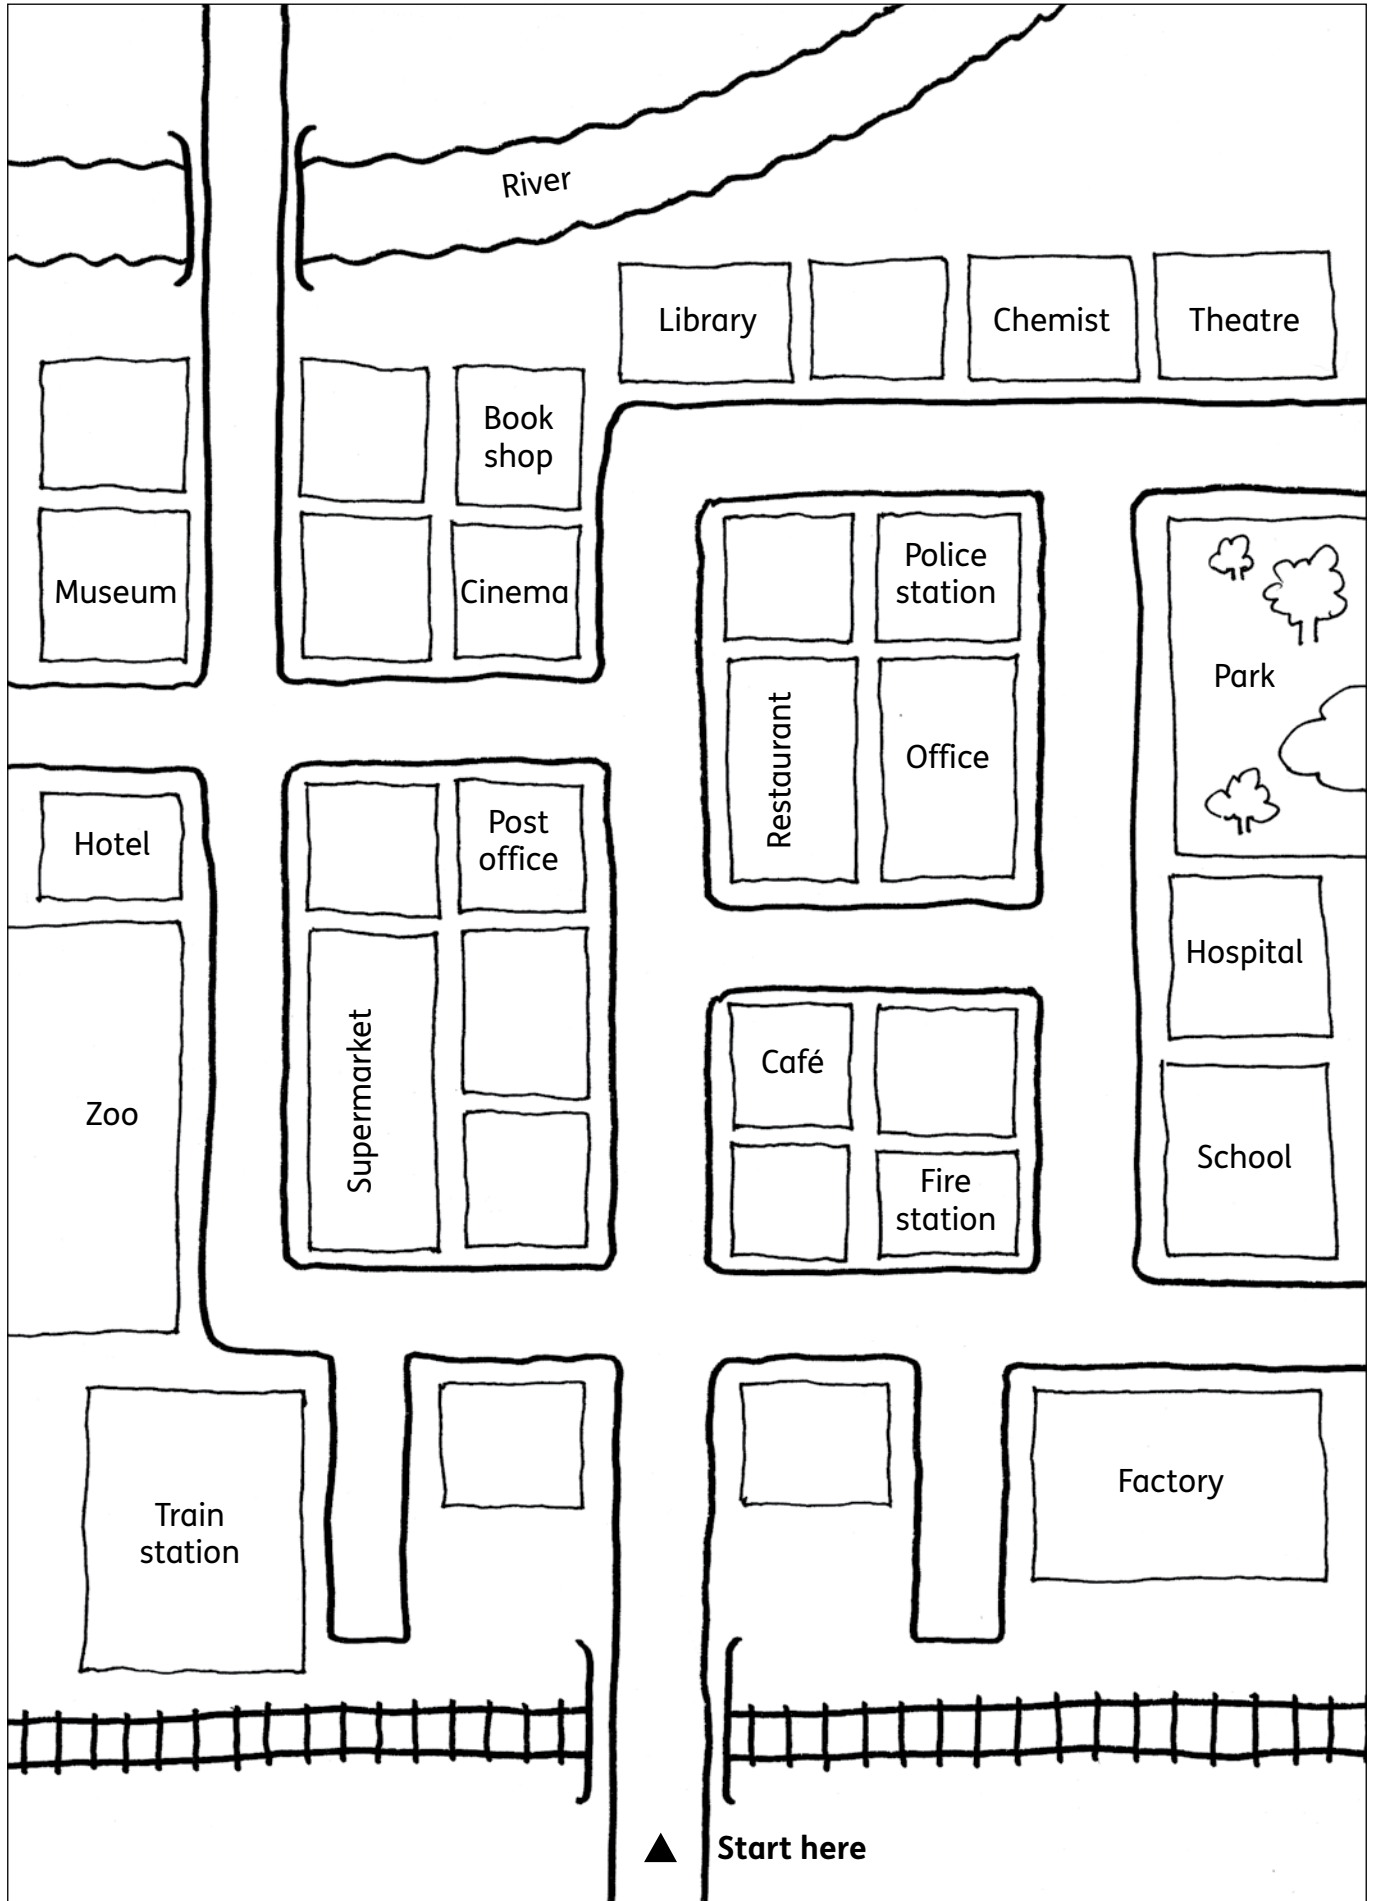 River
Library
Chemist
Theatre
Book
shop
Museum
Cinema
Police
station
Park
Restaurant
Office
Hotel
Post
office
Hospital
Supermarket
Zoo
Café
School
Fire
station
Train
station
Factory
Start here